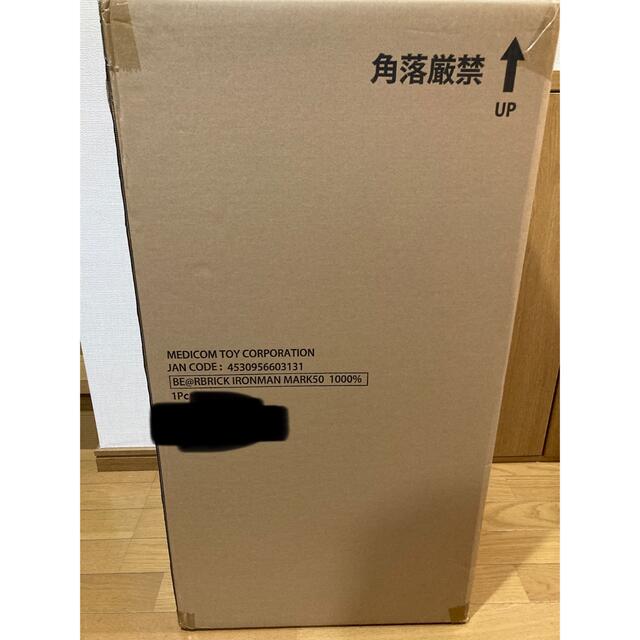 角落厳禁
UP
MEDICOM TOY CORPORATION
JAN CODE : 4530956603131
BE@RBRICK IRONMAN MARK50 1000%
1Pc